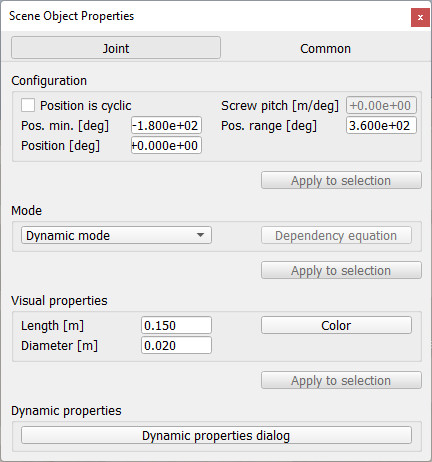 Scene Object Properties x
Joint Common
Configuration
Position is cyclic Screw pitch [m/deg] +0.00e+00
Pos. min. [deg] -1.800e+02 Pos. range [deg] 3.600e+02
Position [deg] +0.000e+00
Apply to selection
Mode
Dynamic mode Dependency equation
Apply to selection
Visual properties
Length [m] 0.150 Color
Diameter [m] 0.020
Apply to selection
Dynamic properties
Dynamic properties dialog